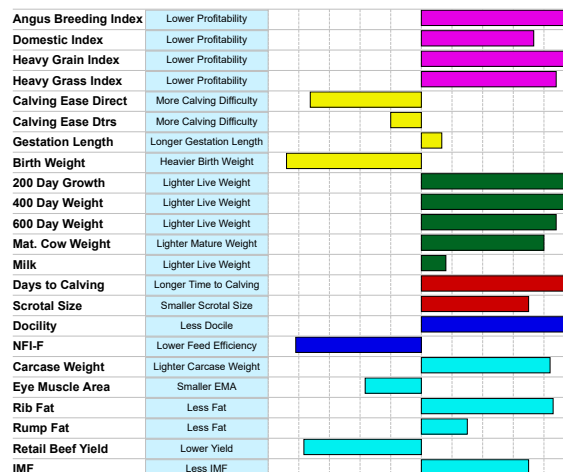 Angus Breeding Index Lower Profitability
Domestic Index Lower Profitability
Heavy Grain Index Lower Profitability
Heavy Grass Index Lower Profitability
Calving Ease Direct More Calving Difficulty
Calving Ease Dtrs More Calving Difficulty
Gestation Length Longer Gestation Length
Birth Weight Heavier Birth Weight
200 Day Growth Lighter Live Weight
400 Day Weight Lighter Live Weight
600 Day Weight Lighter Live Weight
Mat. Cow Weight Lighter Mature Weight
Milk Lighter Live Weight
Days to Calving Longer Time to Calving
Scrotal Size Smaller Scrotal Size
Docility Less Docile
NFI-F Lower Feed Efficiency
Carcase Weight Lighter Carcase Weight
Eye Muscle Area Smaller EMA
Rib Fat Less Fat
Rump Fat Less Fat
Retail Beef Yield Lower Yield
IMF Less IMF